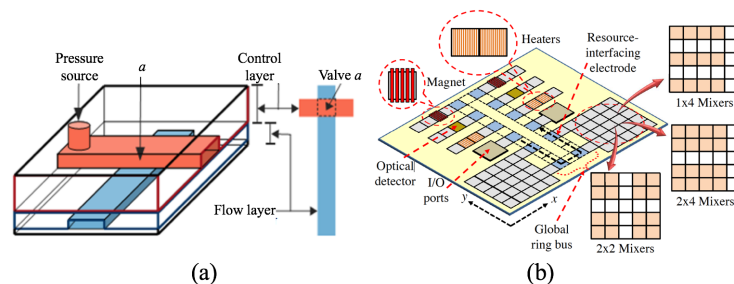 Pressure
source
a
Control
layer
Valve a
Flow layer
(a)
Heaters
Magnet
Resource-
interfacing
electrode
1x4 Mixers
2x4 Mixers
2x2 Mixers
Optical
detector
I/O
ports
y
x
Global
ring bus
(b)